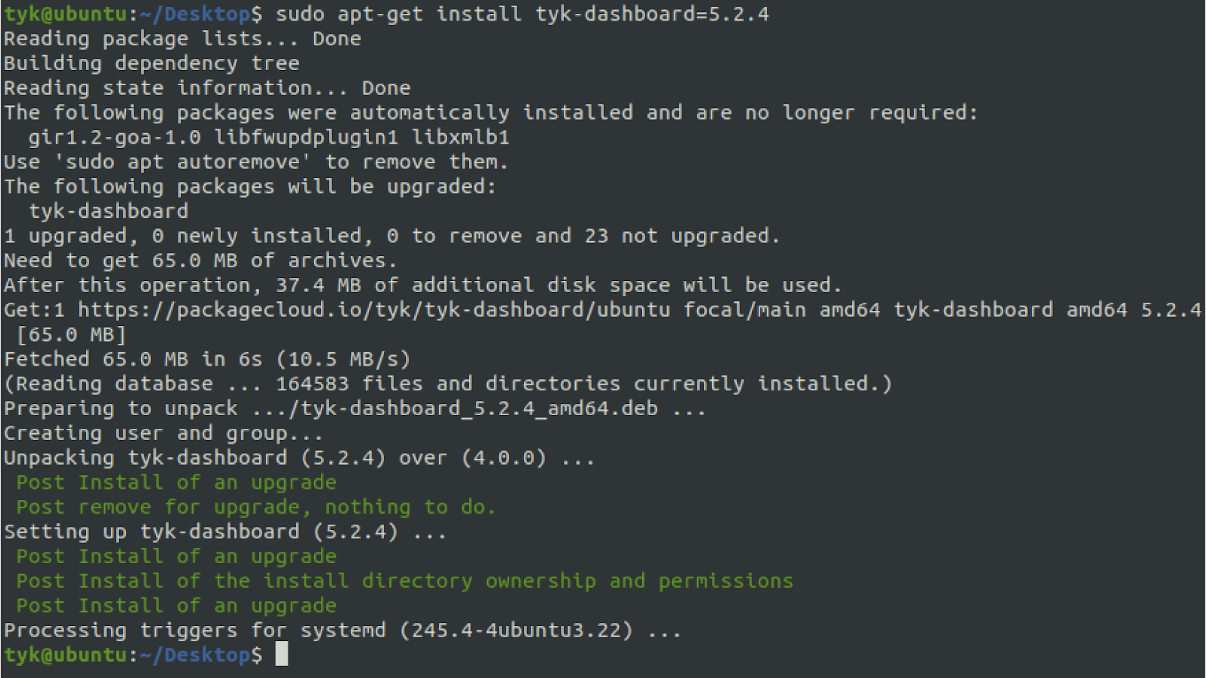 tyk@ubuntu:~/Desktop$ sudo apt-get install tyk-dashboard=5.2.4
Reading package lists... Done
Building dependency tree
Reading state information... Done
The following packages were automatically installed and are no longer required:
  gir1.2-goa-1.0 libfwupdplugin1 libxmlb1
Use 'sudo apt autoremove' to remove them.
The following packages will be upgraded:
  tyk-dashboard
1 upgraded, 0 newly installed, 0 to remove and 23 not upgraded.
Need to get 65.0 MB of archives.
After this operation, 37.4 MB of additional disk space will be used.
Get:1 https://packagecloud.io/tyk/tyk-dashboard/ubuntu focal/main amd64 tyk-dashboard amd64 5.2.4
 [65.0 MB]
Fetched 65.0 MB in 6s (10.5 MB/s)
(Reading database ... 164583 files and directories currently installed.)
Preparing to unpack .../tyk-dashboard_5.2.4_amd64.deb ...
Creating user and group...
Unpacking tyk-dashboard (5.2.4) over (4.0.0) ...
 Post Install of an upgrade
 Post remove for upgrade, nothing to do.
Setting up tyk-dashboard (5.2.4) ...
 Post Install of an upgrade
 Post Install of the install directory ownership and permissions
 Post Install of an upgrade
Processing triggers for systemd (245.4-4ubuntu3.22) ...
tyk@ubuntu:~/Desktop$